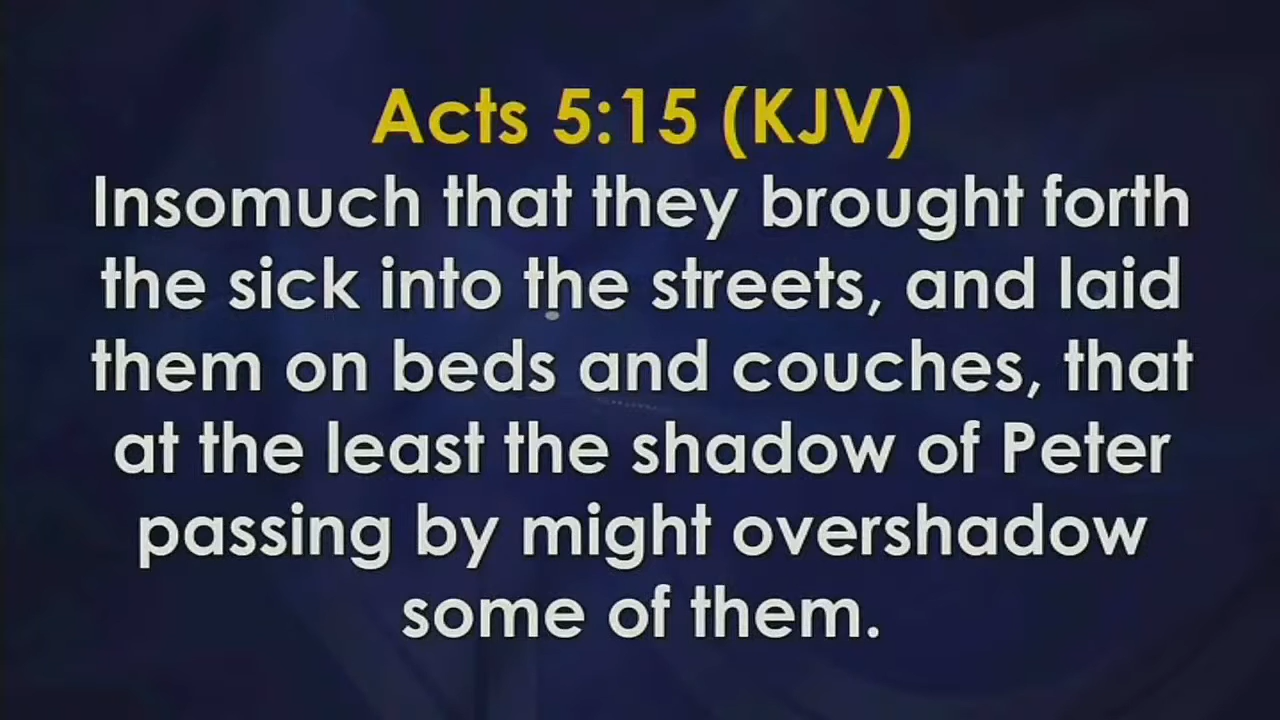 Acts 5:15 (KJV)
Insomuch that they brought forth
the sick into the streets, and laid
them on beds and couches, that
at the least the shadow of Peter
passing by might overshadow
some of them.